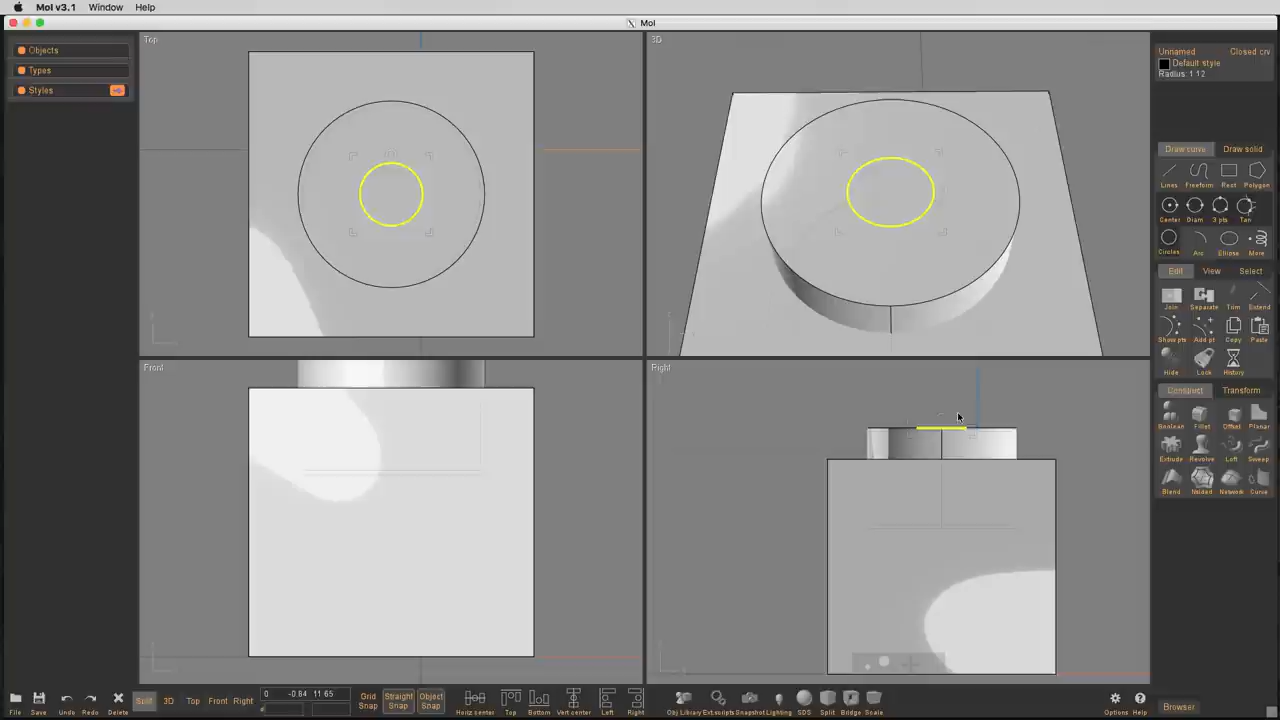 MoI v3.1 Window Help
MoI
Objects
Types
Styles
Top
3D
Front
Right
Unnamed Closed crv
Default style
Radius: 1.12
Draw curve Draw solid
Lines Freeform Rect Polygon
Center Diam 3 pts Tan
Circles Arc Ellipse More
Edit View Select
Join Separate Trim Extend
Show pts Add pt Copy Paste
Hide Lock History
Construct Transform
Boolean Fillet Offset Planar
Extrude Revolve Loft Sweep
Blend Nsided Network Curve
File Save Undo Redo Delete Split 3D Top Front Right 0 -0.84 11.65 Grid Snap Straight Snap Object Snap Horiz center Top Bottom Vert center Left Right Obj Library Ext.scripts Snapshot Lighting SDS Split Bridge Scale Options Help Browser